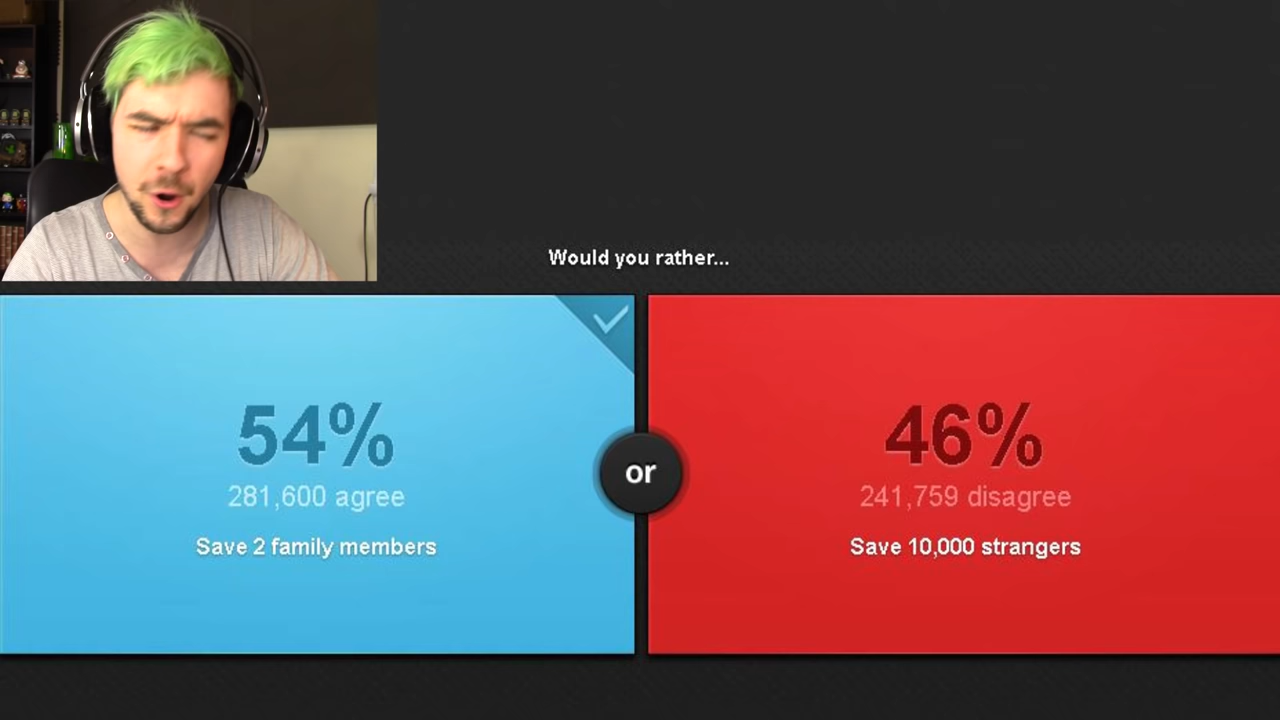 Would you rather...
54%
281,600 agree
Save 2 family members
or
46%
241,759 disagree
Save 10,000 strangers